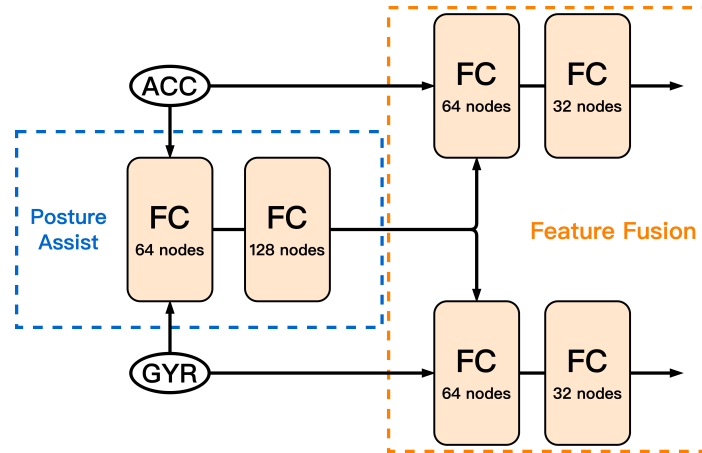 ACC
FC
64 nodes
FC
32 nodes
Posture
Assist
FC
64 nodes
FC
128 nodes
Feature Fusion
GYR
FC
64 nodes
FC
32 nodes